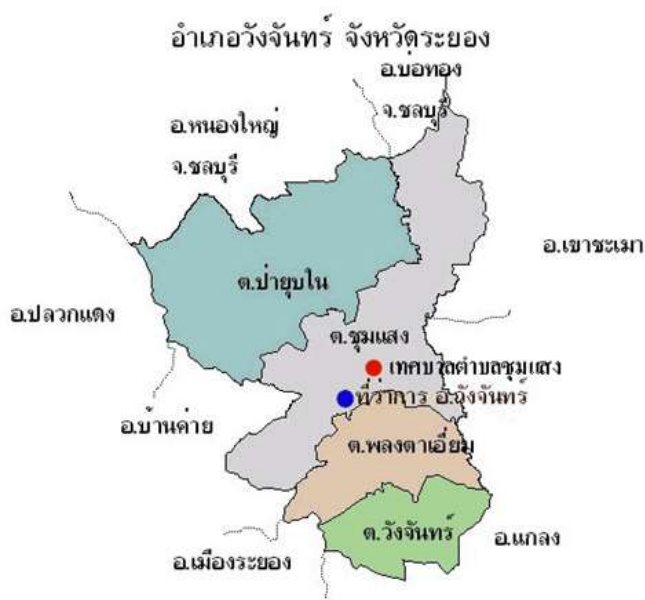 อำเภอวังจันทร์ จังหวัดระยอง
อ.บ่อทอง
จ.ชลบุรี
อ.หนองใหญ่
จ.ชลบุรี
อ.เขาชะเมา
ต.ป่ายุบใน
อ.ปลวกแดง
ต.ชุมแสง
เทศบาลตำบลชุมแสง
ที่ว่าการ อ.วังจันทร์
อ.บ้านค่าย
ต.พลงตาเอี่ยม
ต.วังจันทร์
อ.แกลง
อ.เมืองระยอง